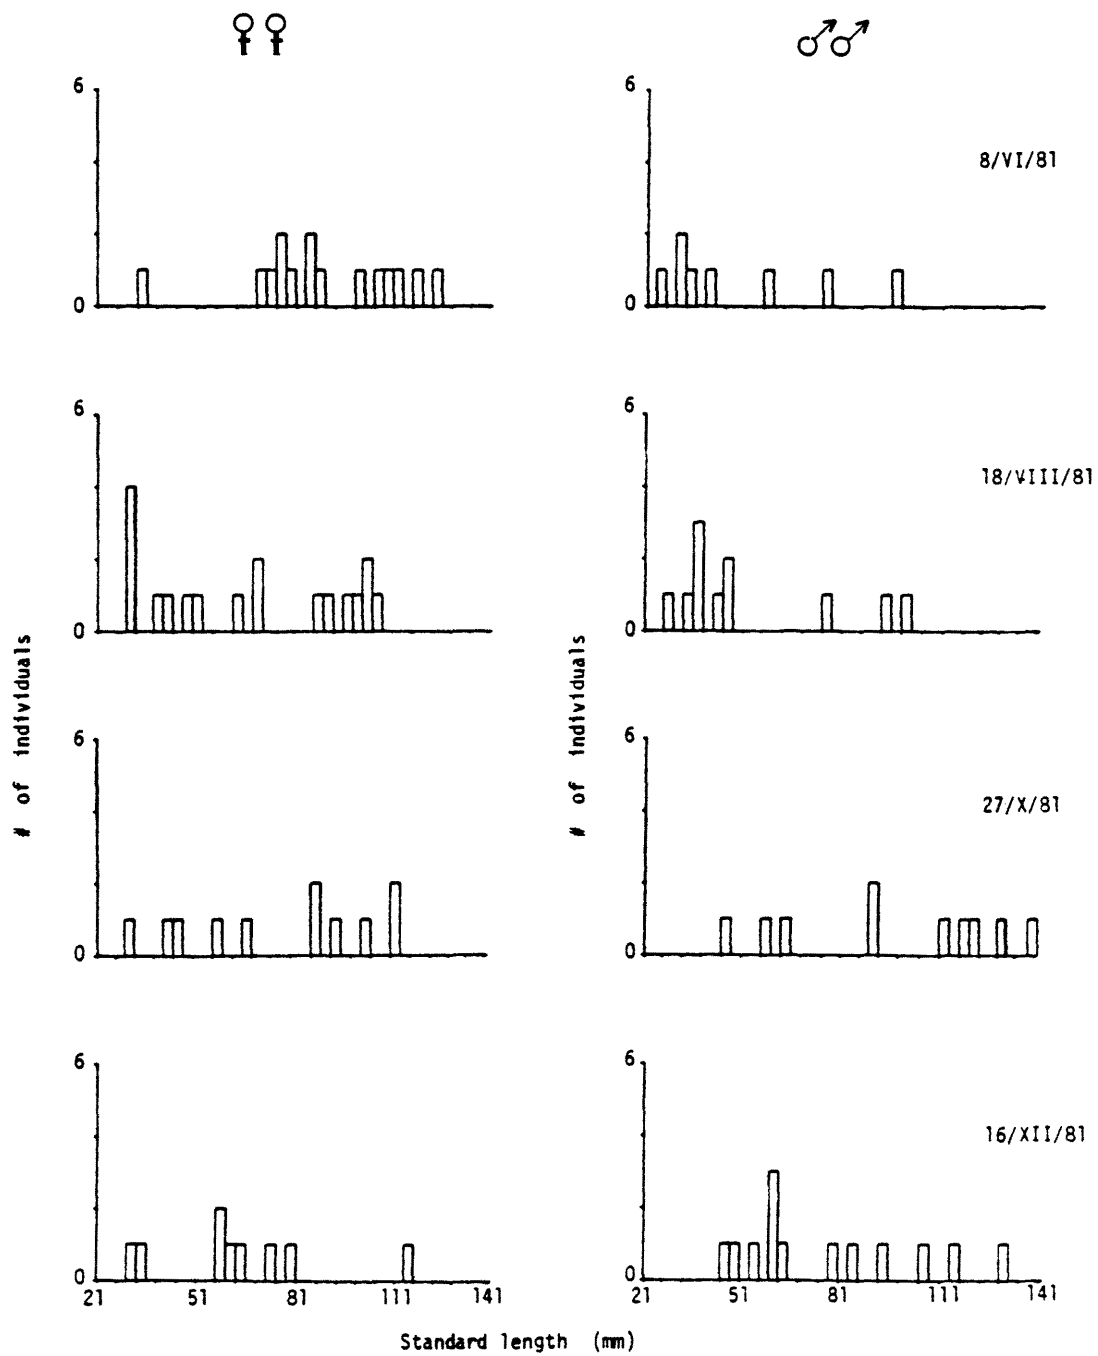 ♀♀ ♂♂
6 6
8/VI/81
0 0
6 6
18/VIII/81
0 0
# of individuals # of individuals
6 6
27/X/81
0 0
6 6
16/XII/81
0 0
21 51 81 111 141 21 51 81 111 141
Standard length (mm)